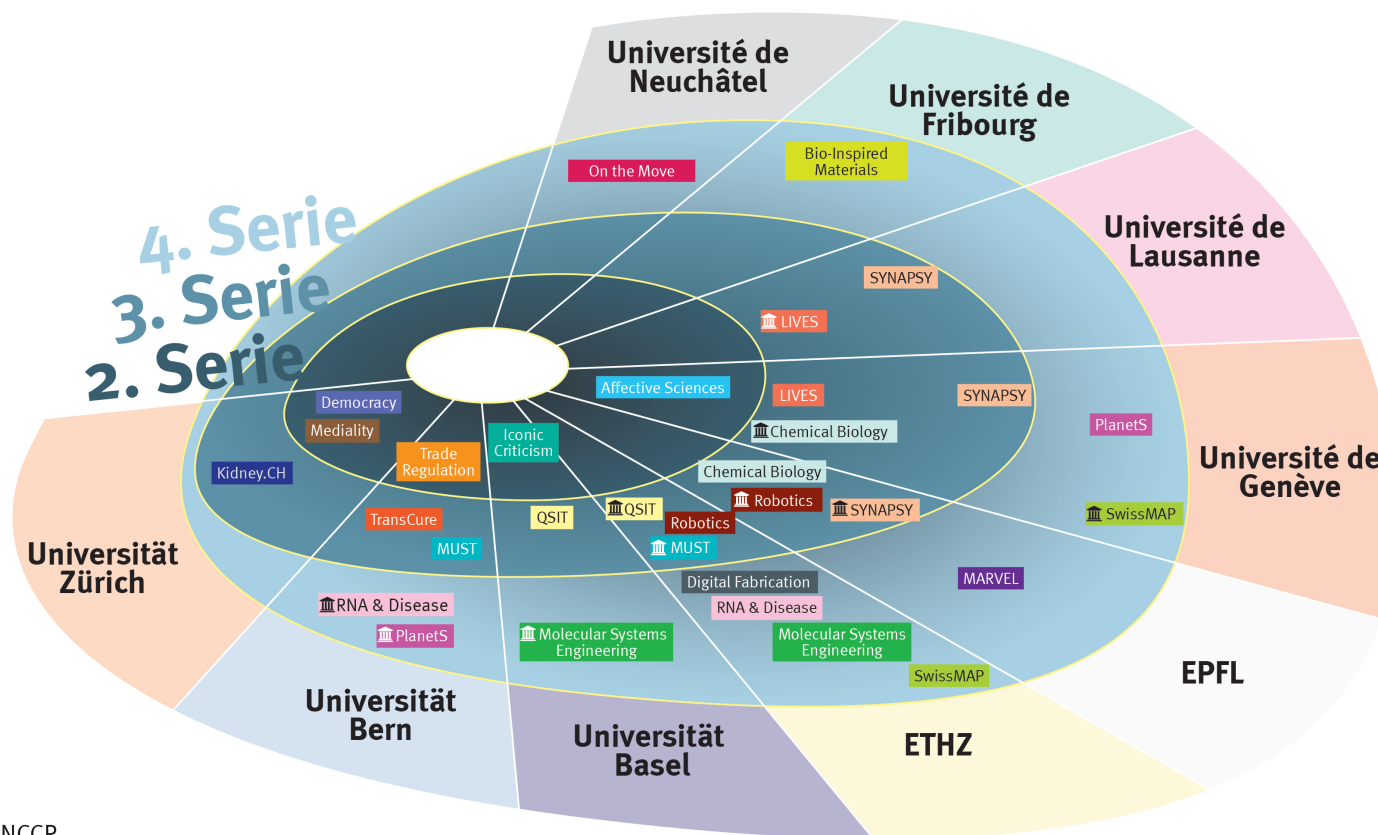 Université de
Neuchâtel
Université de
Fribourg
On the Move
Bio-Inspired
Materials
4. Serie
3. Serie
2. Serie
Université de
Lausanne
SYNAPSY
LIVES
Affective Sciences
LIVES
SYNAPSY
Democracy
Mediality
PlanetS
Chemical Biology
Iconic
Criticism
Trade
Regulation
Kidney.CH
Chemical Biology
Université de
Genève
Robotics
QSIT
SYNAPSY
SwissMAP
TransCure
QSIT
Robotics
MUST
MUST
Universität
Zürich
Digital Fabrication
MARVEL
RNA & Disease
RNA & Disease
PlanetS
Molecular Systems
Engineering
Molecular Systems
Engineering
SwissMAP
EPFL
Universität
Bern
Universität
Basel
ETHZ
NCCR